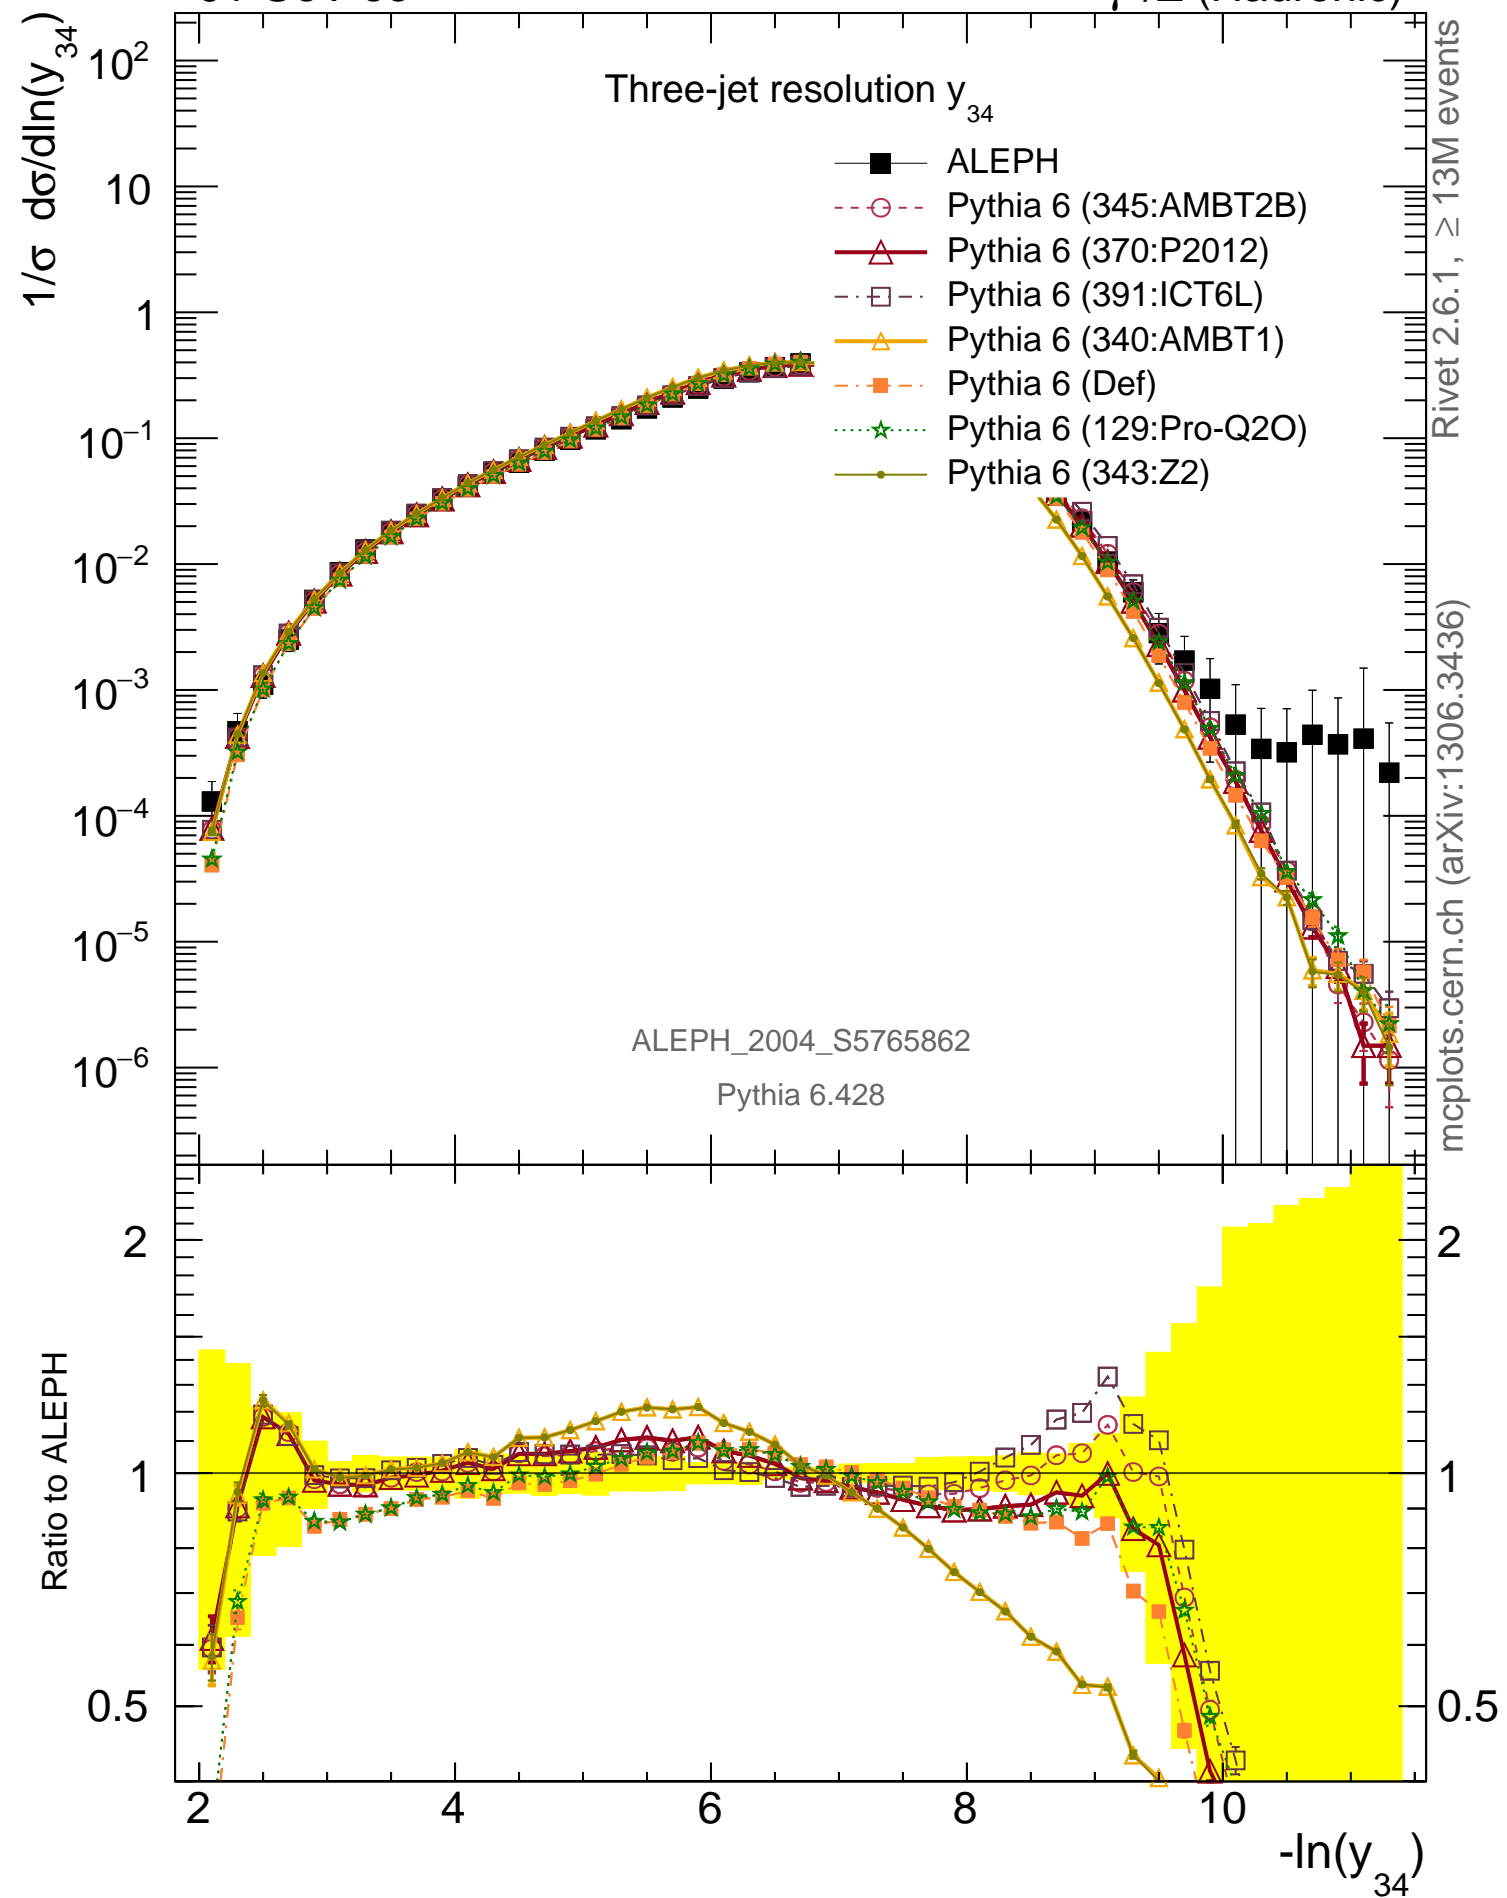 Three-jet resolution y34
1/σ dσ/dln(y34)
10²
10
1
10⁻¹
10⁻²
10⁻³
10⁻⁴
10⁻⁵
10⁻⁶
ALEPH
Pythia 6 (345:AMBT2B)
Pythia 6 (370:P2012)
Pythia 6 (391:ICT6L)
Pythia 6 (340:AMBT1)
Pythia 6 (Def)
Pythia 6 (129:Pro-Q2O)
Pythia 6 (343:Z2)
ALEPH_2004_S5765862
Pythia 6.428
Rivet 2.6.1, ≥ 13M events
mcplots.cern.ch (arXiv:1306.3436)
Ratio to ALEPH
2
1
0.5
2
1
0.5
2
4
6
8
10
-ln(y34)